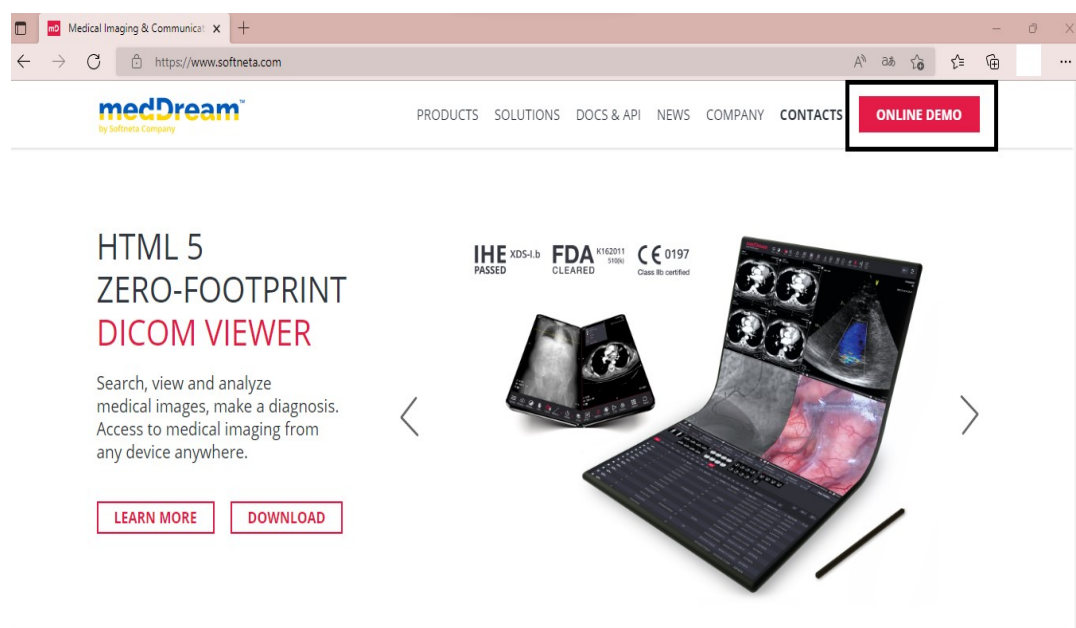 Medical Imaging & Communicat
https://www.softneta.com
medDream™
by Softneta Company
PRODUCTS SOLUTIONS DOCS & API NEWS COMPANY CONTACTS ONLINE DEMO
HTML 5
ZERO-FOOTPRINT
DICOM VIEWER
IHE XDS-I.b
PASSED
FDA K162011
510(k)
CLEARED
CE 0197
Class IIb certified
Search, view and analyze
medical images, make a diagnosis.
Access to medical imaging from
any device anywhere.
LEARN MORE DOWNLOAD